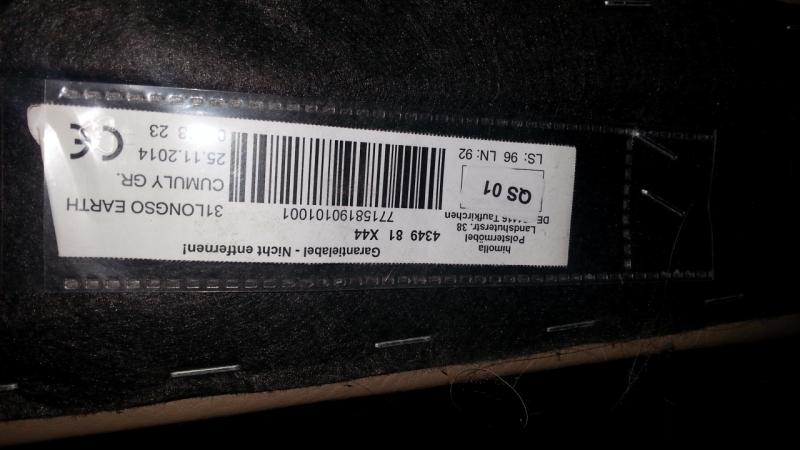 Garantielabel - Nicht entfernen!
himolla
Polstermöbel
Landshuterstr. 38
Taufkirchen
4349 81 X44
31LONGSO EARTH
77158190101001
CUMULY GR.
25.11.2014
23
CE
QS 01
LS: 96 LN: 92